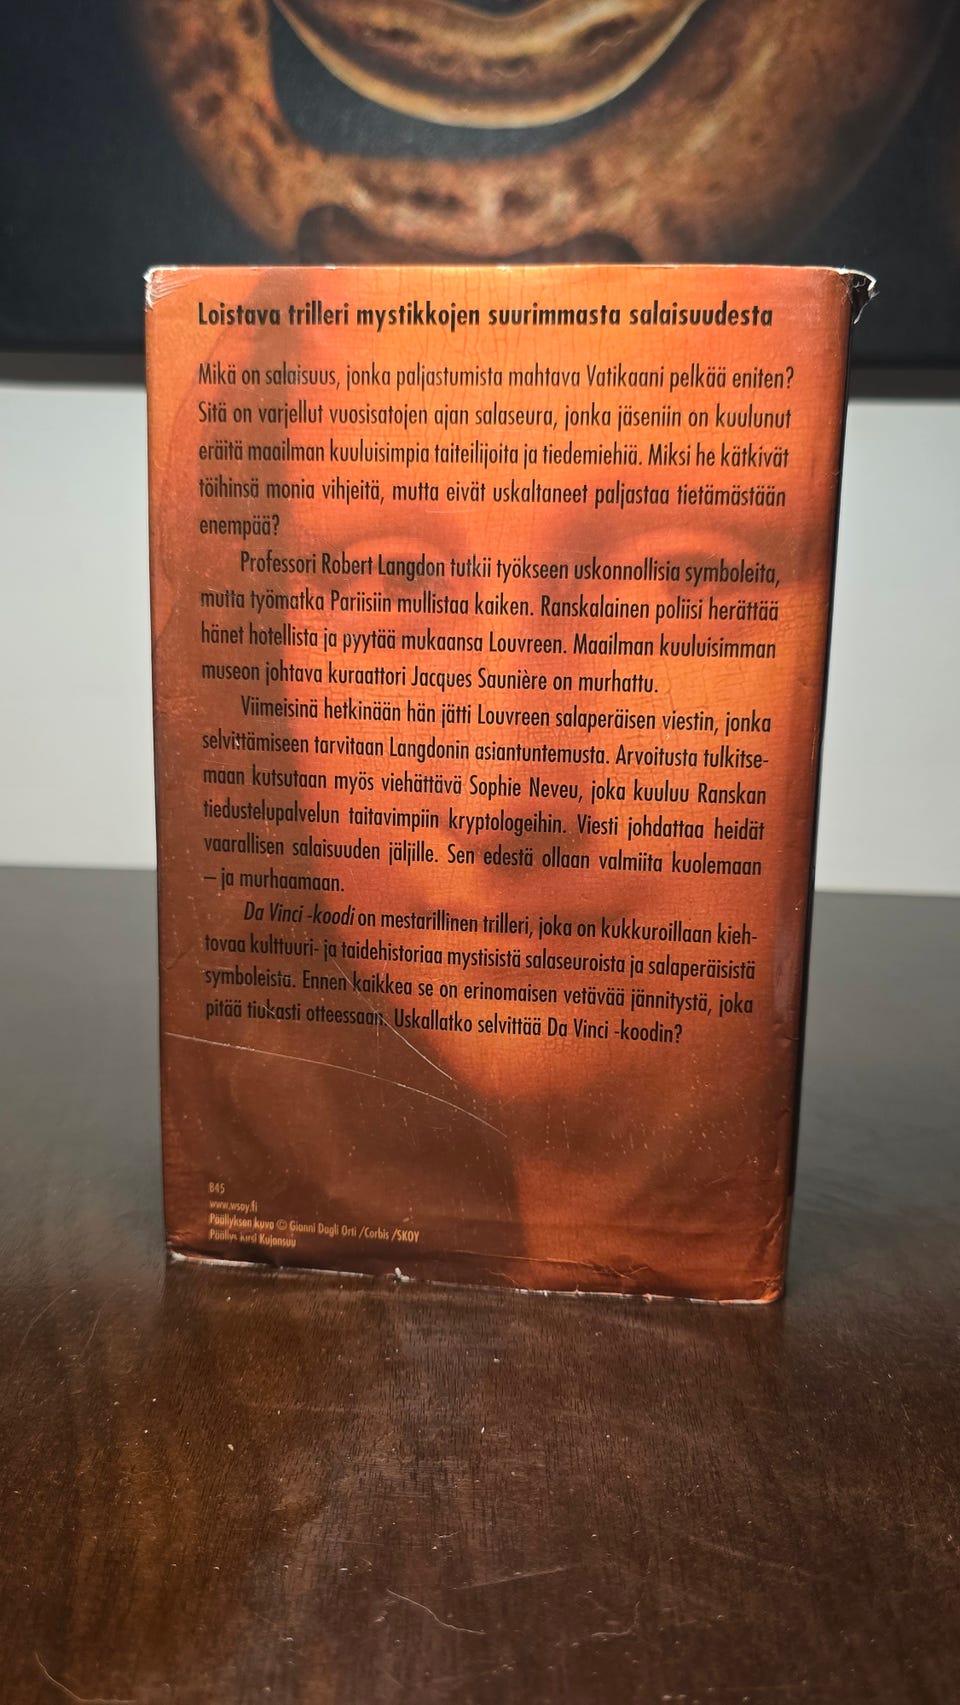 Loistava trilleri mystikkojen suurimmasta salaisuudesta
Mikä on salaisuus, jonka paljastumista mahtava Vatikaani pelkää eniten?
Sitä on varjellut vuosisatojen ajan salaseura, jonka jäseniin on kuulunut
eräitä maailman kuuluisimpia taiteilijoita ja tiedemiehiä. Miksi he kätkivät
töihinsä monia vihjeitä, mutta eivät uskaltaneet paljastaa tietämästään
enempää?
Professori Robert Langdon tutkii työkseen uskonnollisia symboleita,
mutta työmatka Pariisiin mullistaa kaiken. Ranskalainen poliisi herättää
hänet hotellista ja pyytää mukaansa Louvreen. Maailman kuuluisimman
museon johtava kuraattori Jacques Saunière on murhattu.
Viimeisinä hetkinään hän jätti Louvreen salaperäisen viestin, jonka
selvittämiseen tarvitaan Langdonin asiantuntemusta. Arvoitusta tulkitse-
maan kutsutaan myös viehättävä Sophie Neveu, joka kuuluu Ranskan
tiedustelupalvelun taitavimpiin kryptologeihin. Viesti johdattaa heidät
vaarallisen salaisuuden jäljille. Sen edestä ollaan valmiita kuolemaan
– ja murhaamaan.
Da Vinci -koodi on mestarillinen trilleri, joka on kukkuroillaan kieh-
tovaa kulttuuri- ja taidehistoriaa mystisistä salaseuroista ja salaperäisistä
symboleista. Ennen kaikkea se on erinomaisen vetävää jännitystä, joka
pitää tiukasti otteessaan. Uskallatko selvittää Da Vinci -koodin?
845
www.wsoy.fi
Päällyksen kuva © Gianni Dagli Orti /Corbis /SKOY
Päällys Kirsi Kujansuu